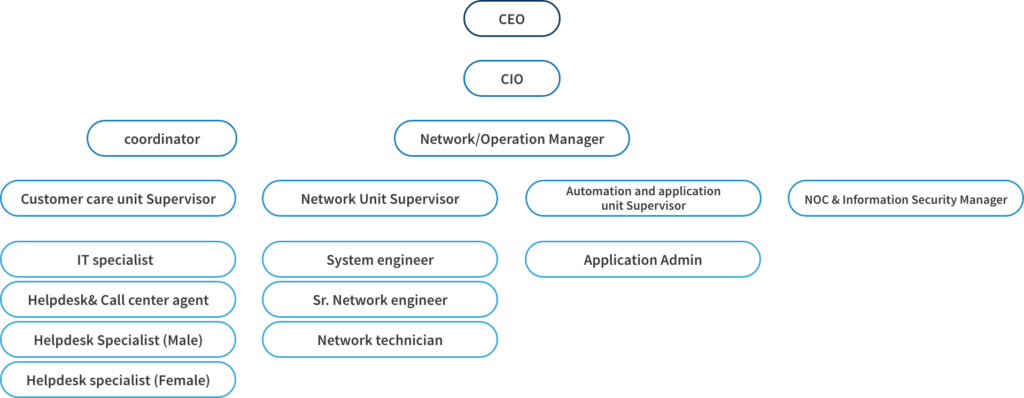 CEO
CIO
coordinator
Network/Operation Manager
Customer care unit Supervisor
Network Unit Supervisor
Automation and application
unit Supervisor
NOC & Information Security Manager
IT specialist
System engineer
Application Admin
Helpdesk& Call center agent
Sr. Network engineer
Helpdesk Specialist (Male)
Network technician
Helpdesk specialist (Female)